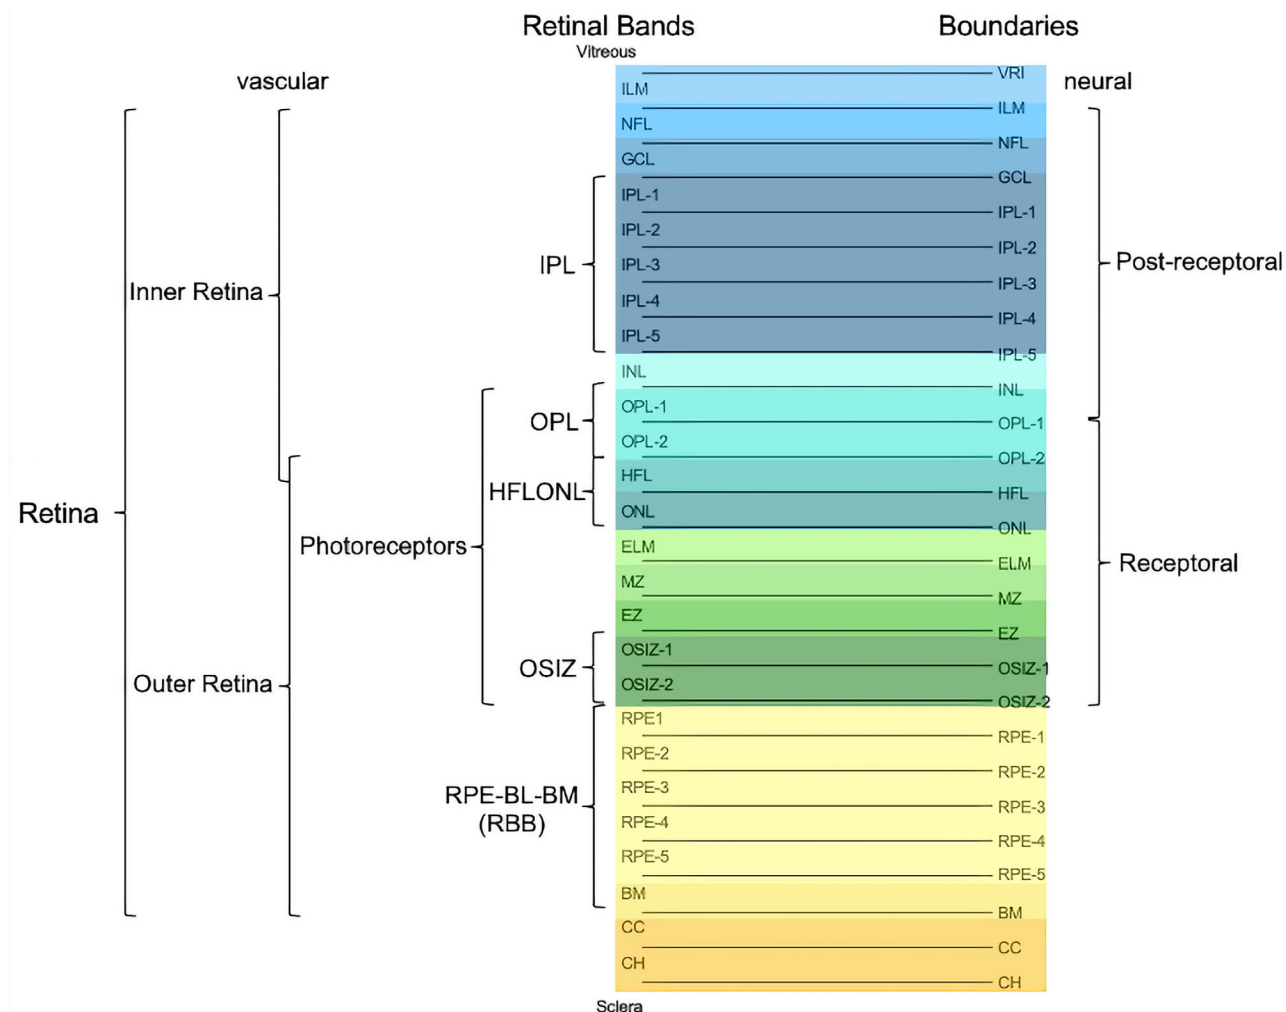 Retinal Bands
Boundaries
Vitreous
vascular
neural
VRI
ILM
ILM
NFL
NFL
GCL
GCL
IPL-1
IPL-1
IPL-2
IPL-2
IPL-3
IPL-3
IPL-4
IPL-4
IPL-5
IPL-5
INL
INL
OPL-1
OPL-1
OPL-2
OPL-2
HFL
HFL
ONL
ONL
ELM
ELM
MZ
MZ
EZ
EZ
OSIZ-1
OSIZ-1
OSIZ-2
OSIZ-2
RPE1
RPE-1
RPE-2
RPE-2
RPE-3
RPE-3
RPE-4
RPE-4
RPE-5
RPE-5
BM
BM
CC
CC
CH
CH
Sclera
IPL
OPL
HFLONL
OSIZ
RPE-BL-BM
(RBB)
Photoreceptors
Inner Retina
Outer Retina
Retina
Post-receptoral
Receptoral